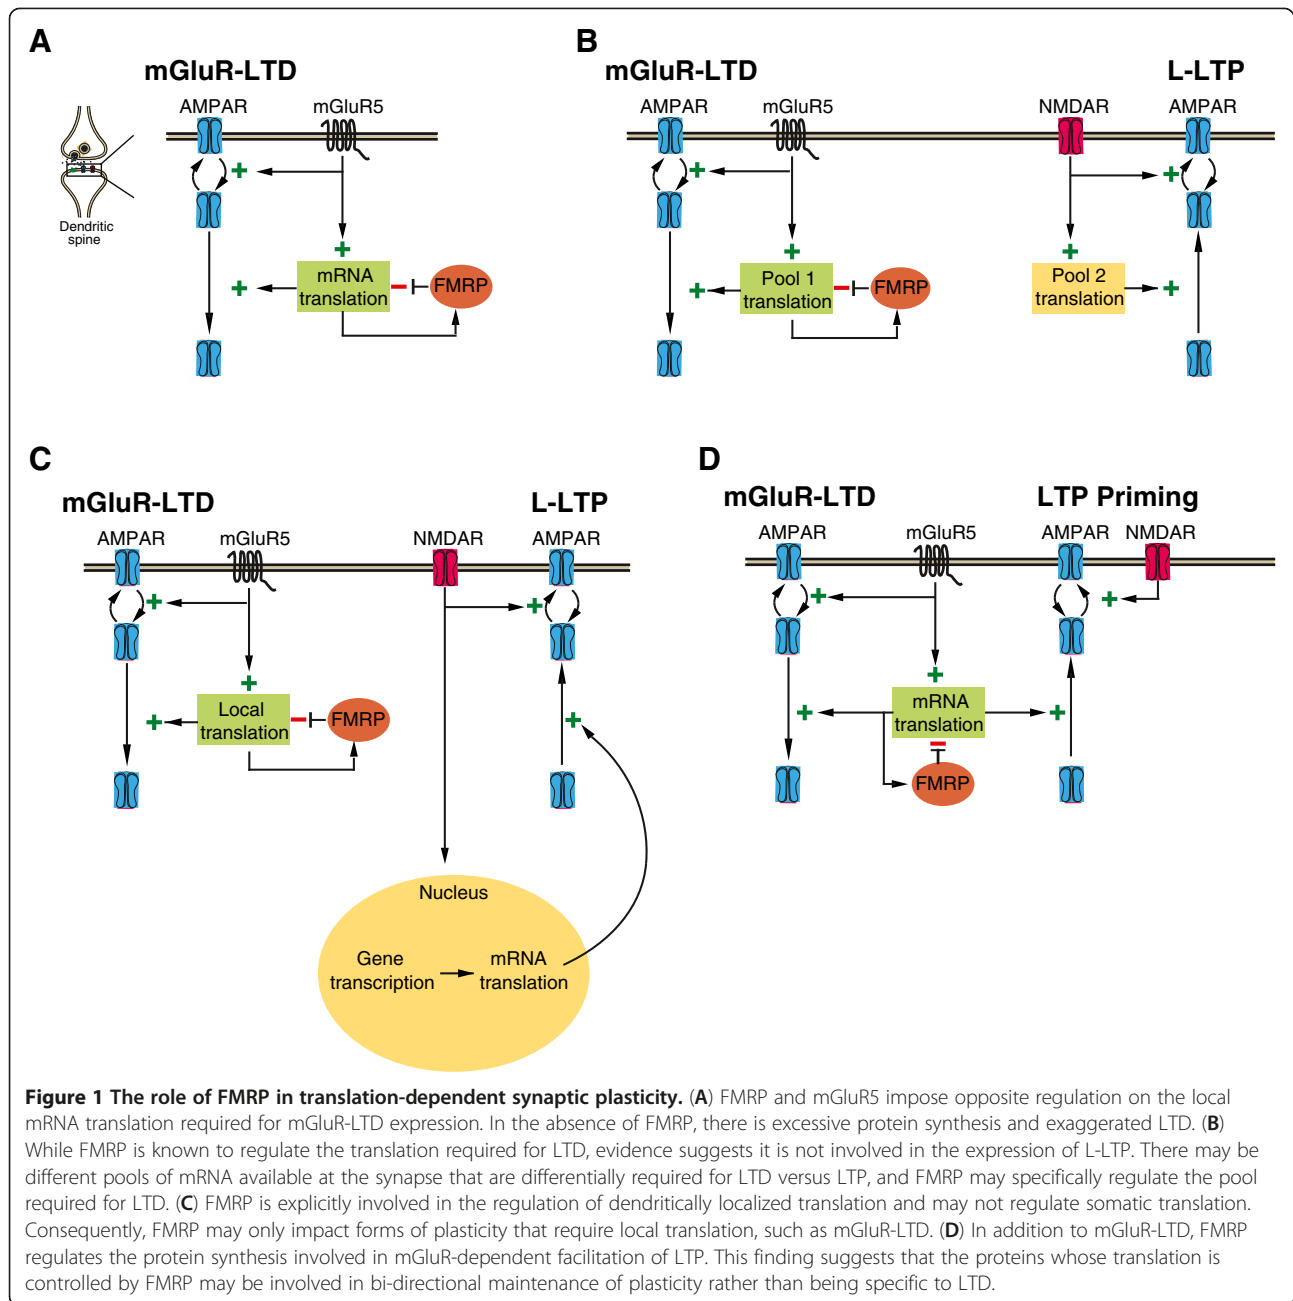 A
mGluR-LTD
AMPAR
mGluR5
Dendritic
spine
mRNA
translation
FMRP
B
mGluR-LTD
L-LTP
AMPAR
mGluR5
NMDAR
AMPAR
Pool 1
translation
FMRP
Pool 2
translation
C
mGluR-LTD
L-LTP
AMPAR
mGluR5
NMDAR
AMPAR
Local
translation
FMRP
Nucleus
Gene
transcription
mRNA
translation
D
mGluR-LTD
LTP Priming
AMPAR
mGluR5
AMPAR
NMDAR
mRNA
translation
FMRP
Figure 1 The role of FMRP in translation-dependent synaptic plasticity. (A) FMRP and mGluR5 impose opposite regulation on the local
mRNA translation required for mGluR-LTD expression. In the absence of FMRP, there is excessive protein synthesis and exaggerated LTD. (B)
While FMRP is known to regulate the translation required for LTD, evidence suggests it is not involved in the expression of L-LTP. There may be
different pools of mRNA available at the synapse that are differentially required for LTD versus LTP, and FMRP may specifically regulate the pool
required for LTD. (C) FMRP is explicitly involved in the regulation of dendritically localized translation and may not regulate somatic translation.
Consequently, FMRP may only impact forms of plasticity that require local translation, such as mGluR-LTD. (D) In addition to mGluR-LTD, FMRP
regulates the protein synthesis involved in mGluR-dependent facilitation of LTP. This finding suggests that the proteins whose translation is
controlled by FMRP may be involved in bi-directional maintenance of plasticity rather than being specific to LTD.